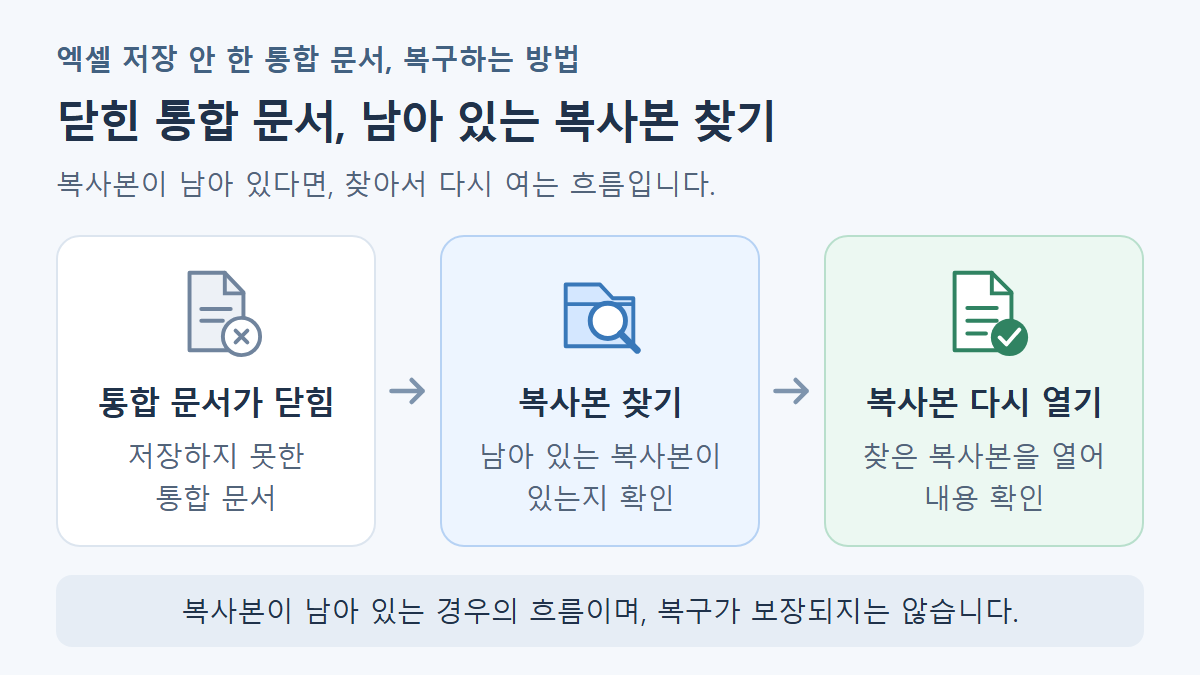 엑셀 저장 안 한 통합 문서, 복구하는 방법
닫힌 통합 문서, 남아 있는 복사본 찾기
복사본이 남아 있다면, 찾아서 다시 여는 흐름입니다.
통합 문서가 닫힘
저장하지 못한
통합 문서
복사본 찾기
남아 있는 복사본이
있는지 확인
복사본 다시 열기
찾은 복사본을 열어
내용 확인
복사본이 남아 있는 경우의 흐름이며, 복구가 보장되지는 않습니다.